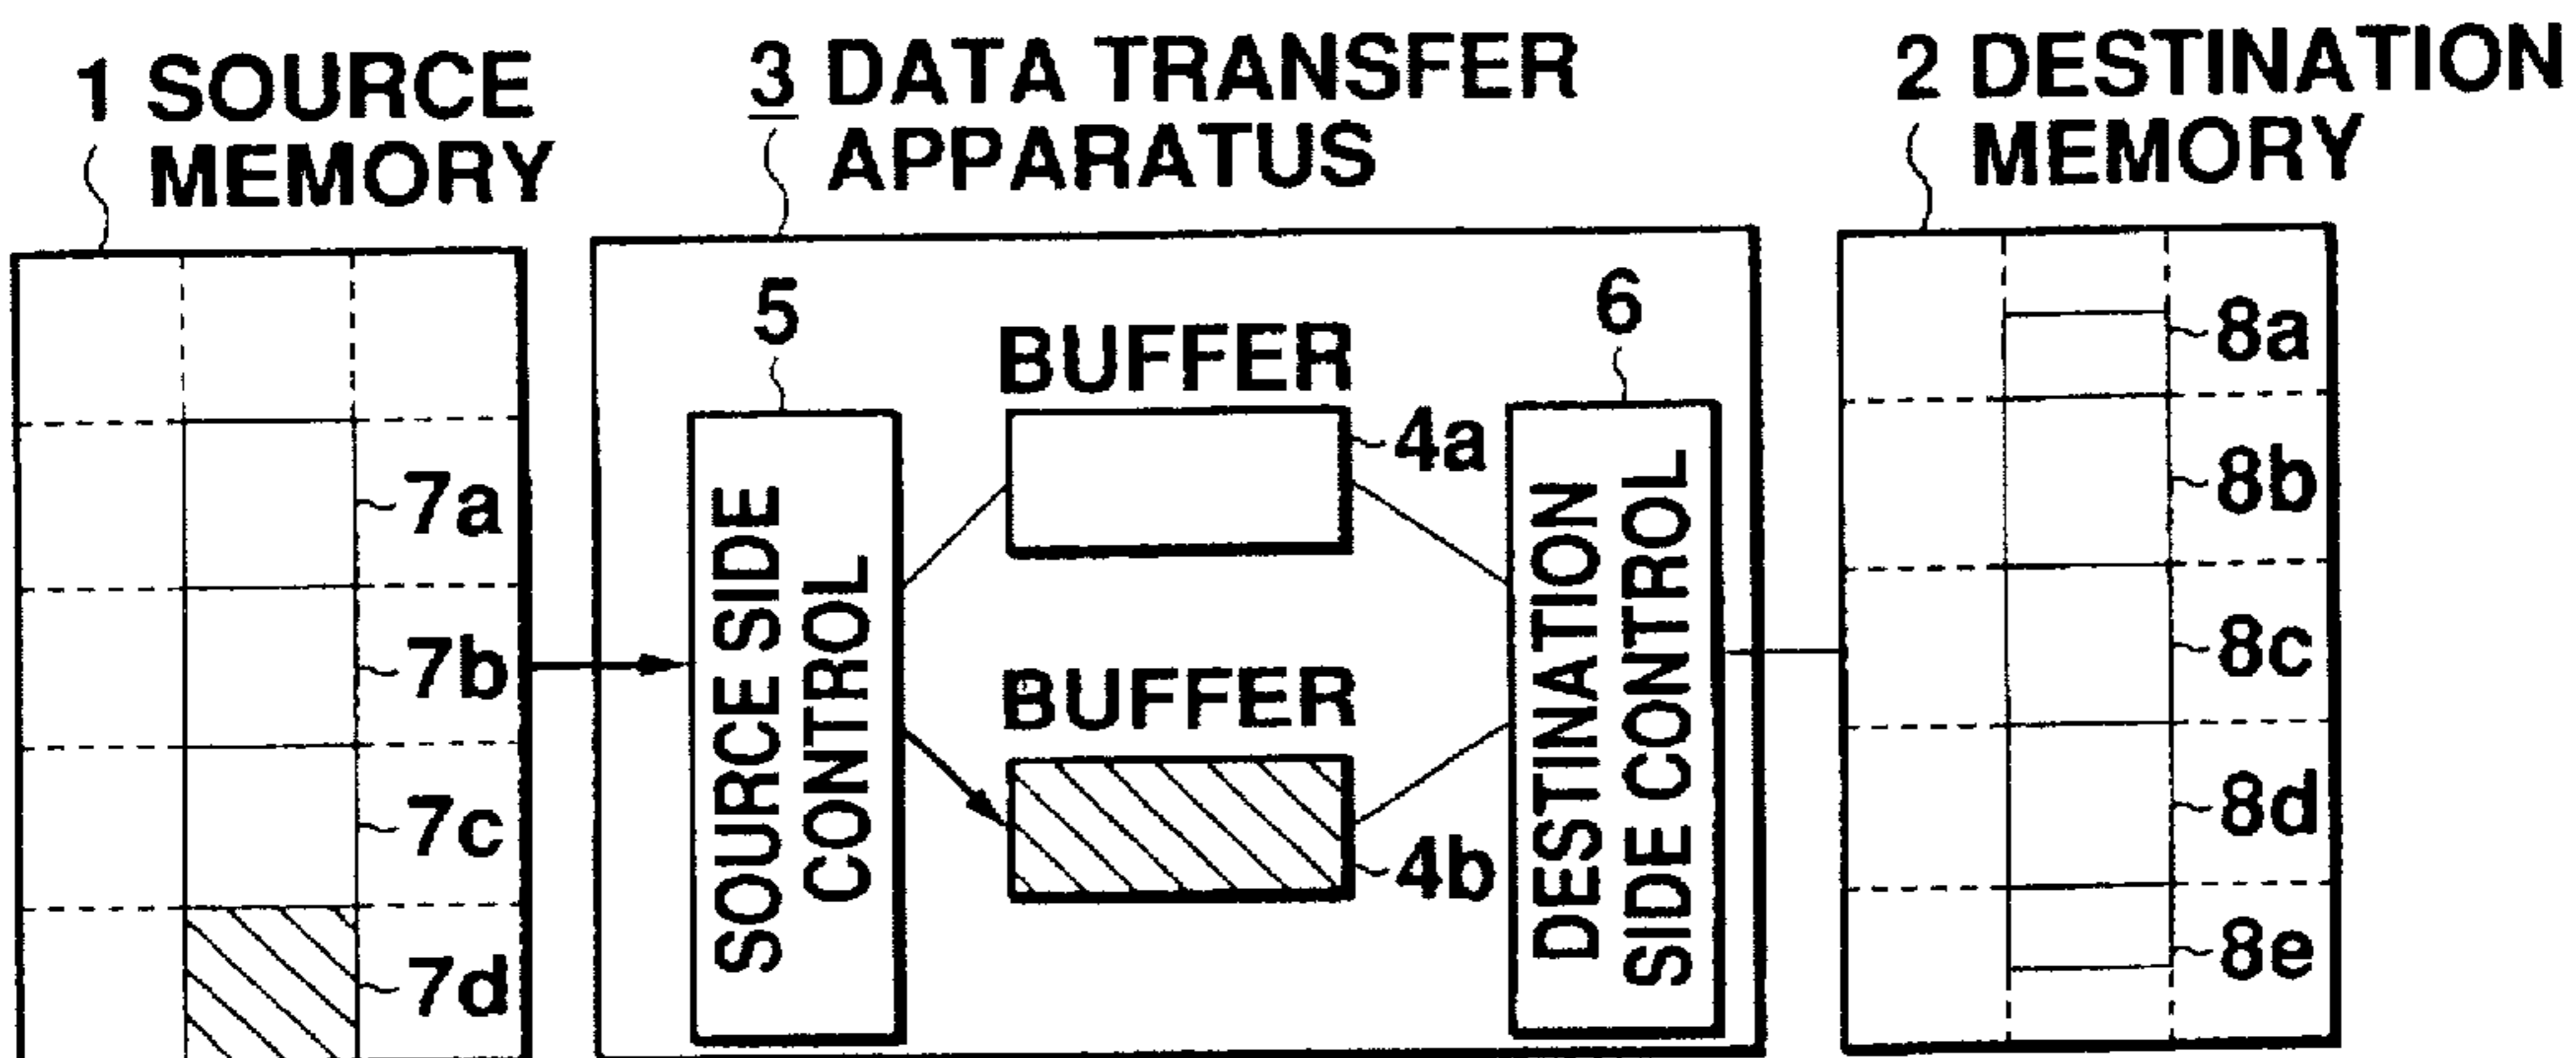 1 SOURCE
MEMORY
3 DATA TRANSFER
APPARATUS
2 DESTINATION
MEMORY
5
6
BUFFER
4a
BUFFER
4b
SOURCE SIDE
CONTROL
DESTINATION
SIDE CONTROL
7a
7b
7c
7d
8a
8b
8c
8d
8e